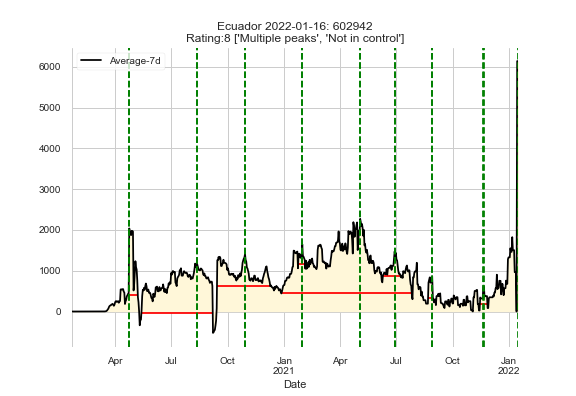 Ecuador 2022-01-16: 602942
Rating:8 ['Multiple peaks', 'Not in control']
Average-7d
6000
5000
4000
3000
2000
1000
0
Apr
Jul
Oct
Jan
2021
Apr
Jul
Oct
Jan
2022
Date